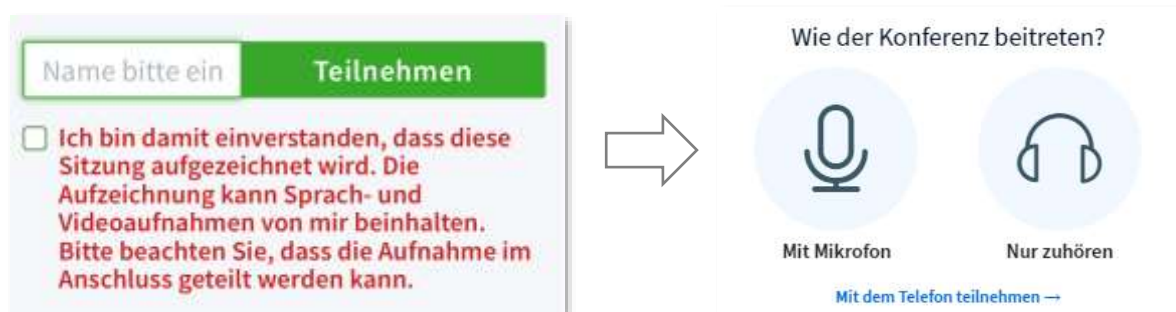 Name bitte ein
Teilnehmen
Ich bin damit einverstanden, dass diese
Sitzung aufgezeichnet wird. Die
Aufzeichnung kann Sprach- und
Videoaufnahmen von mir beinhalten.
Bitte beachten Sie, dass die Aufnahme im
Anschluss geteilt werden kann.
Wie der Konferenz beitreten?
Mit Mikrofon
Nur zuhören
Mit dem Telefon teilnehmen →